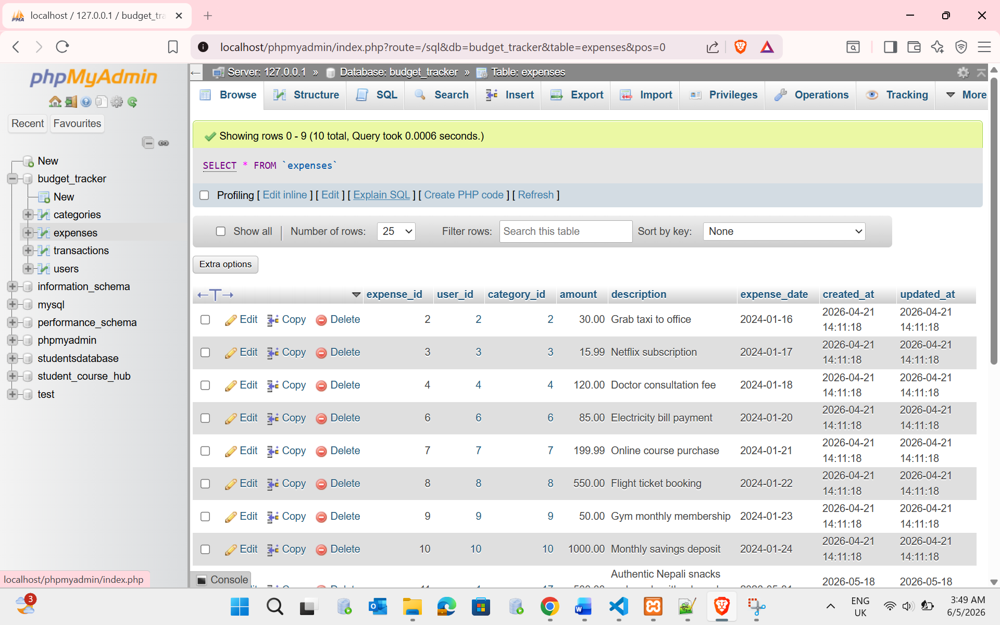 localhost / 127.0.0.1 / budget_tra
localhost/phpmyadmin/index.php?route=/sql&db=budget_tracker&table=expenses&pos=0
phpMyAdmin
Recent Favourites
New
budget_tracker
New
categories
expenses
transactions
users
information_schema
mysql
performance_schema
phpmyadmin
studentsdatabase
student_course_hub
test
localhost/phpmyadmin/index.php
Server: 127.0.0.1 » Database: budget_tracker » Table: expenses
Browse Structure SQL Search Insert Export Import Privileges Operations Tracking More
Showing rows 0 - 9 (10 total, Query took 0.0006 seconds.)
SELECT * FROM `expenses`
Profiling [ Edit inline ] [ Edit ] [ Explain SQL ] [ Create PHP code ] [ Refresh ]
Show all Number of rows: 25 Filter rows: Search this table Sort by key: None
Extra options
expense_id user_id category_id amount description expense_date created_at updated_at
Edit Copy Delete 2 2 2 30.00 Grab taxi to office 2024-01-16 2026-04-21 14:11:18 2026-04-21 14:11:18
Edit Copy Delete 3 3 3 15.99 Netflix subscription 2024-01-17 2026-04-21 14:11:18 2026-04-21 14:11:18
Edit Copy Delete 4 4 4 120.00 Doctor consultation fee 2024-01-18 2026-04-21 14:11:18 2026-04-21 14:11:18
Edit Copy Delete 6 6 6 85.00 Electricity bill payment 2024-01-20 2026-04-21 14:11:18 2026-04-21 14:11:18
Edit Copy Delete 7 7 7 199.99 Online course purchase 2024-01-21 2026-04-21 14:11:18 2026-04-21 14:11:18
Edit Copy Delete 8 8 8 550.00 Flight ticket booking 2024-01-22 2026-04-21 14:11:18 2026-04-21 14:11:18
Edit Copy Delete 9 9 9 50.00 Gym monthly membership 2024-01-23 2026-04-21 14:11:18 2026-04-21 14:11:18
Edit Copy Delete 10 10 10 1000.00 Monthly savings deposit 2024-01-24 2026-04-21 14:11:18 2026-04-21 14:11:18
Authentic Nepali snacks
2026-05-18 2026-05-18
Console
3
ENG
UK
3:49 AM
6/5/2026